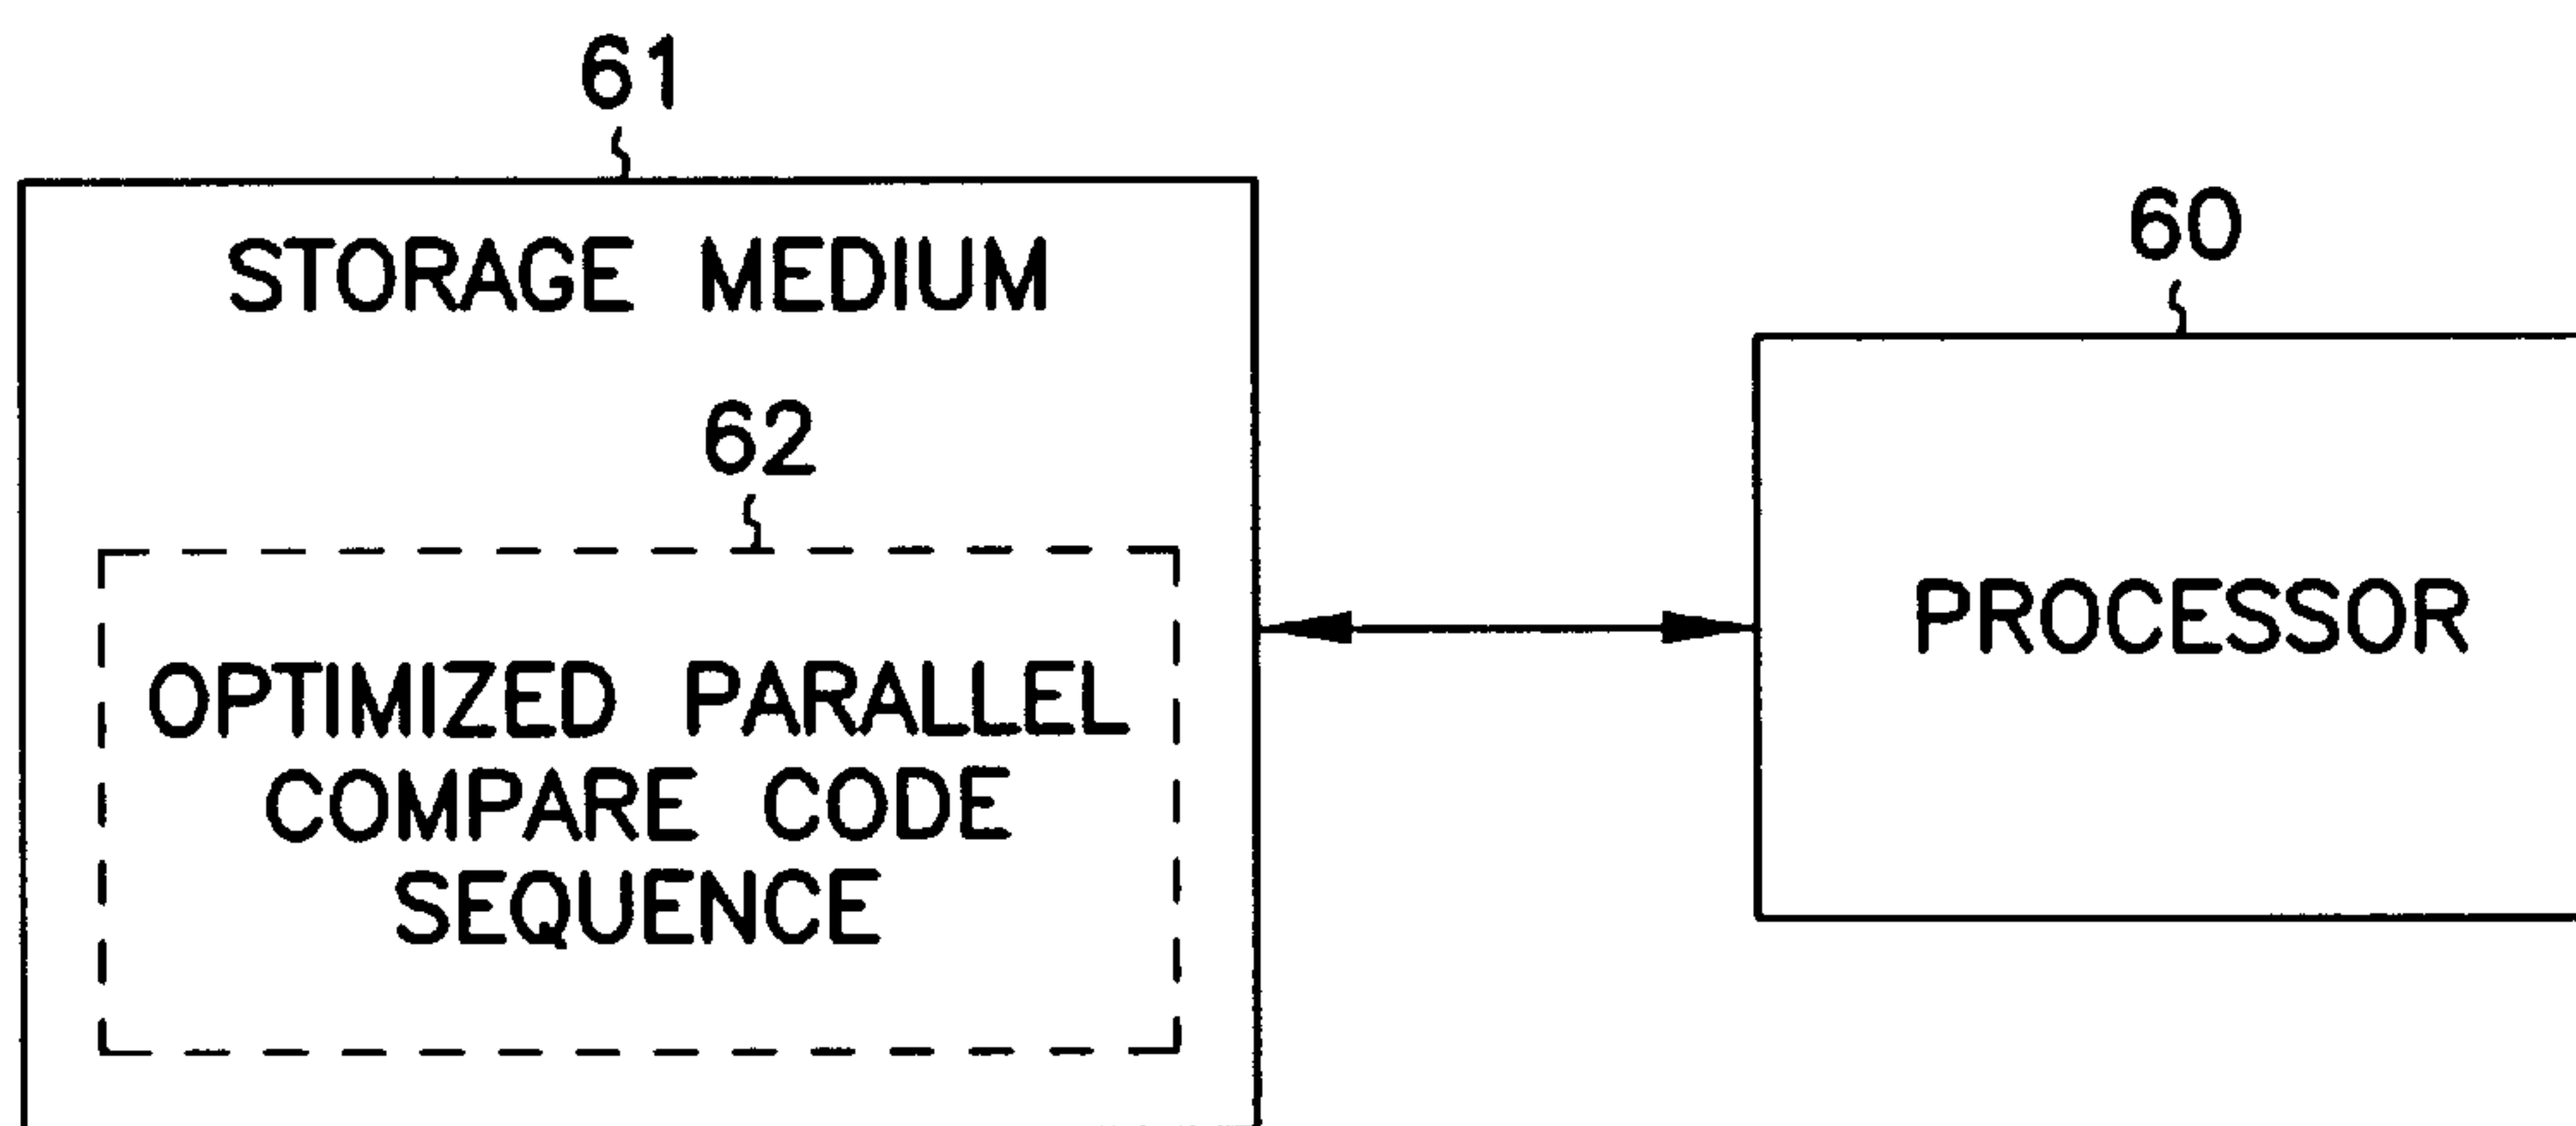 61
STORAGE MEDIUM
62
OPTIMIZED PARALLEL
COMPARE CODE
SEQUENCE
60
PROCESSOR